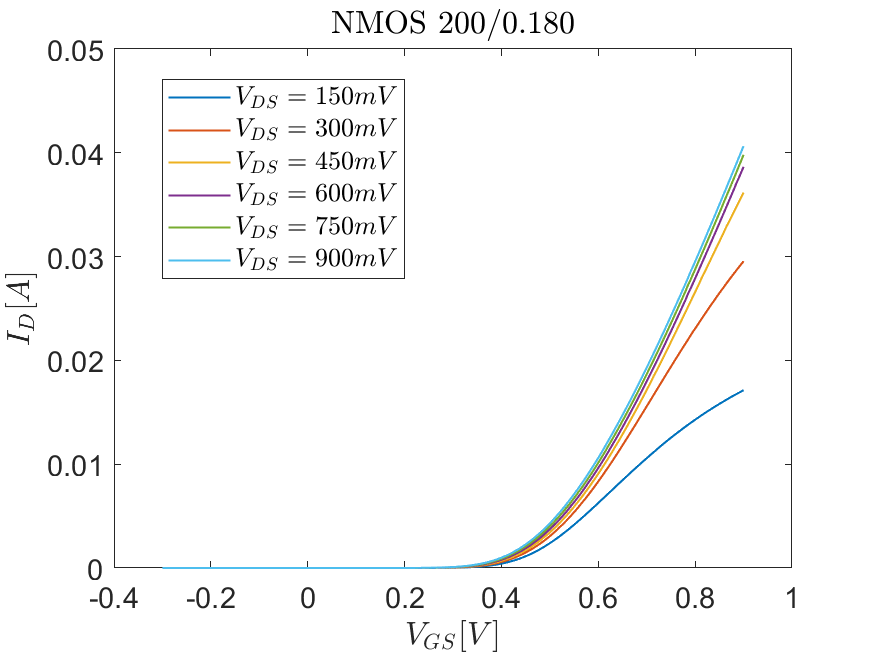 NMOS 200/0.180
0.05
0.04
0.03
0.02
0.01
0
I_D[A]
V_DS = 150mV
V_DS = 300mV
V_DS = 450mV
V_DS = 600mV
V_DS = 750mV
V_DS = 900mV
-0.4 -0.2 0 0.2 0.4 0.6 0.8 1
V_GS[V]